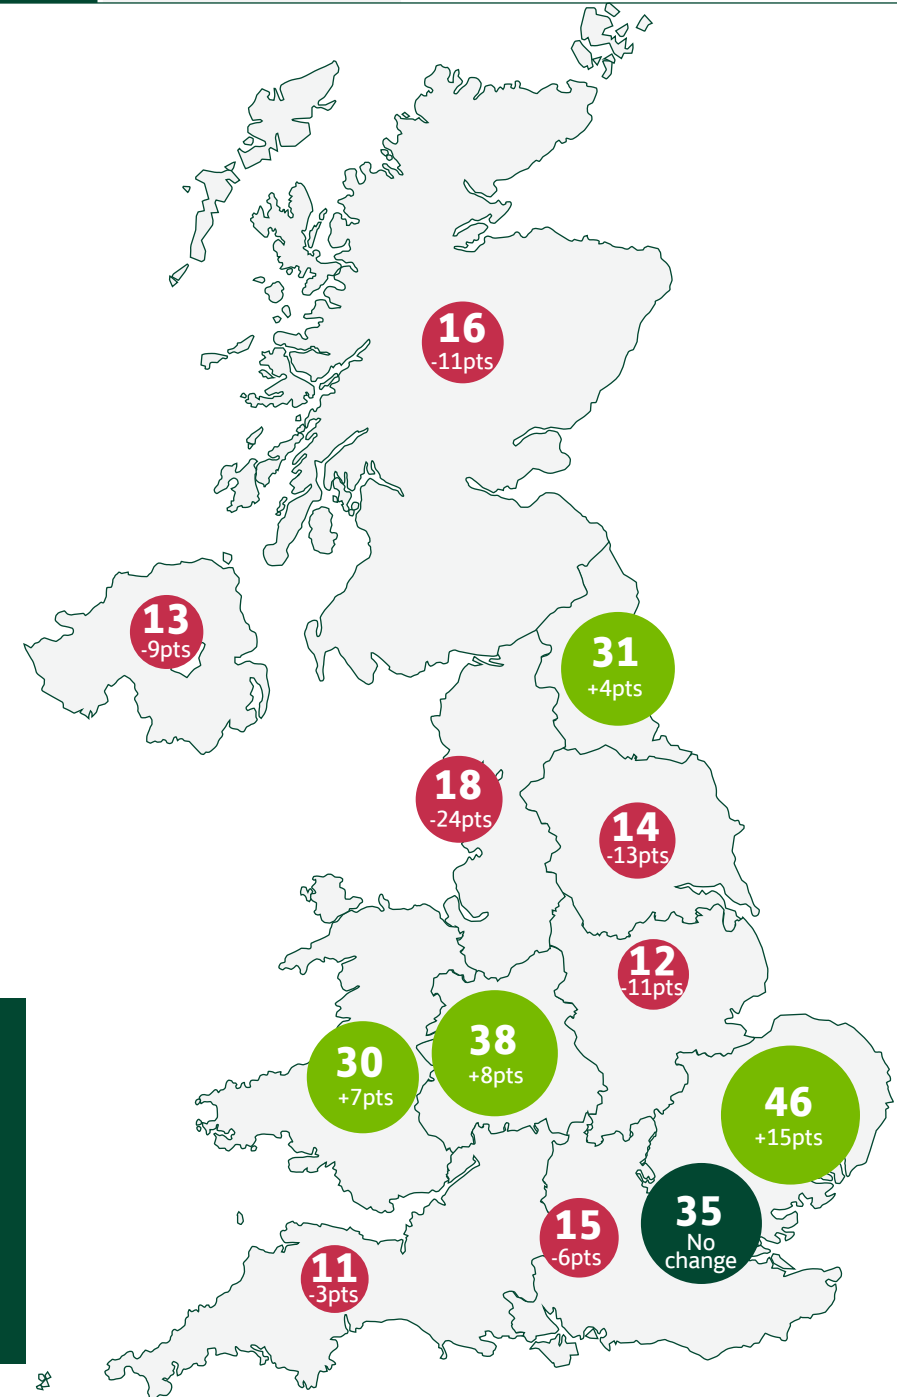 16
-11pts
13
-9pts
31
+4pts
18
-24pts
14
-13pts
12
-11pts
30
+7pts
38
+8pts
46
+15pts
35
No
change
15
-6pts
11
-3pts